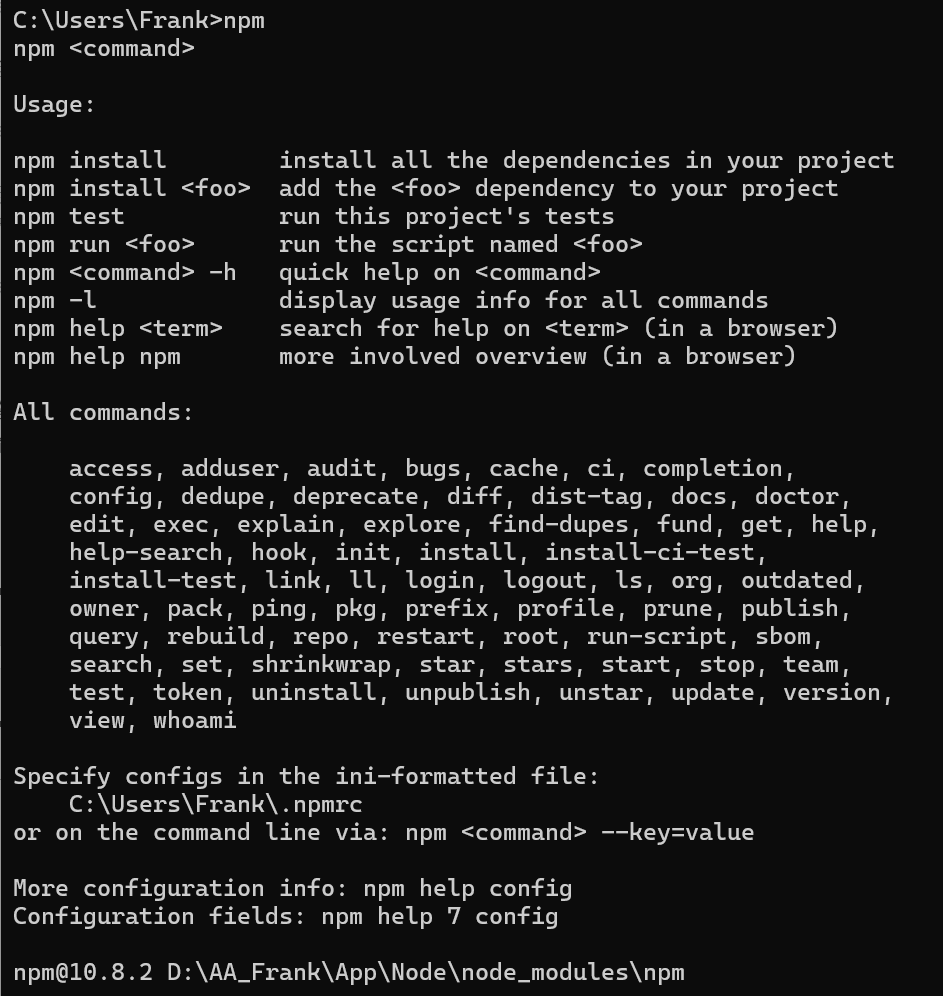 C:\Users\Frank>npm
npm <command>
Usage:
npm install        install all the dependencies in your project
npm install <foo>  add the <foo> dependency to your project
npm test           run this project's tests
npm run <foo>      run the script named <foo>
npm <command> -h   quick help on <command>
npm -l             display usage info for all commands
npm help <term>    search for help on <term> (in a browser)
npm help npm       more involved overview (in a browser)
All commands:
    access, adduser, audit, bugs, cache, ci, completion,
    config, dedupe, deprecate, diff, dist-tag, docs, doctor,
    edit, exec, explain, explore, find-dupes, fund, get, help,
    help-search, hook, init, install, install-ci-test,
    install-test, link, ll, login, logout, ls, org, outdated,
    owner, pack, ping, pkg, prefix, profile, prune, publish,
    query, rebuild, repo, restart, root, run-script, sbom,
    search, set, shrinkwrap, star, stars, start, stop, team,
    test, token, uninstall, unpublish, unstar, update, version,
    view, whoami
Specify configs in the ini-formatted file:
    C:\Users\Frank\.npmrc
or on the command line via: npm <command> --key=value
More configuration info: npm help config
Configuration fields: npm help 7 config
npm@10.8.2 D:\AA_Frank\App\Node\node_modules\npm